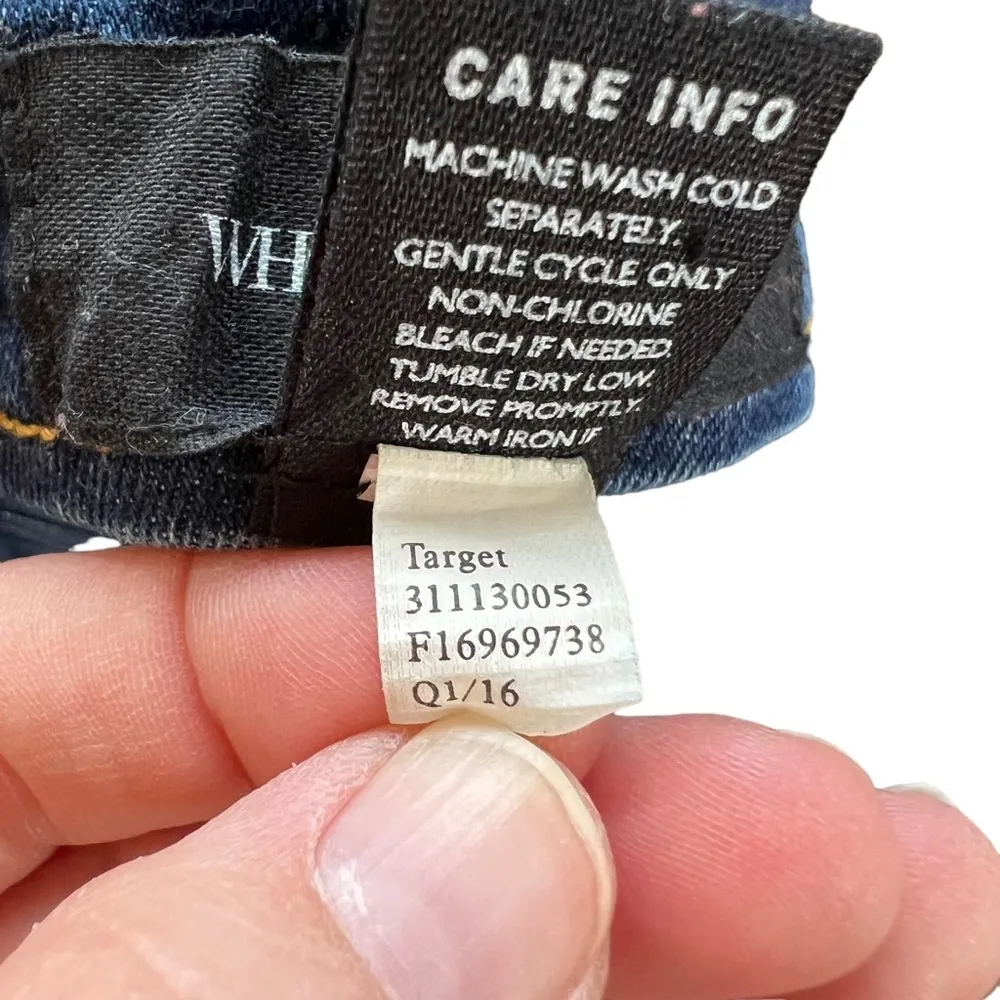 WH
CARE INFO
MACHINE WASH COLD
SEPARATELY.
GENTLE CYCLE ONLY
NON-CHLORINE
BLEACH IF NEEDED.
TUMBLE DRY LOW.
REMOVE PROMPTLY.
WARM IRON IF
Target
311130053
F16969738
Q1/16